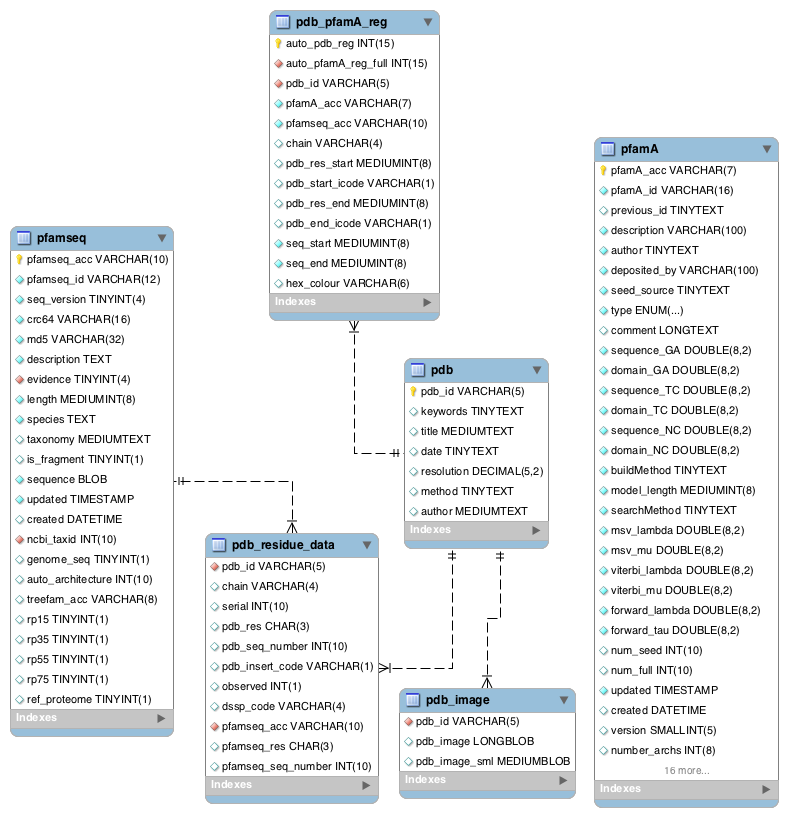 pdb_pfamA_reg
auto_pdb_reg INT(15)
auto_pfamA_reg_full INT(15)
pdb_id VARCHAR(5)
pfamA_acc VARCHAR(7)
pfamseq_acc VARCHAR(10)
chain VARCHAR(4)
pdb_res_start MEDIUMINT(8)
pdb_start_icode VARCHAR(1)
pdb_res_end MEDIUMINT(8)
pdb_end_icode VARCHAR(1)
seq_start MEDIUMINT(8)
seq_end MEDIUMINT(8)
hex_colour VARCHAR(6)
Indexes
pfamseq
pfamseq_acc VARCHAR(10)
pfamseq_id VARCHAR(12)
seq_version TINYINT(4)
crc64 VARCHAR(16)
md5 VARCHAR(32)
description TEXT
evidence TINYINT(4)
length MEDIUMINT(8)
species TEXT
taxonomy MEDIUMTEXT
is_fragment TINYINT(1)
sequence BLOB
updated TIMESTAMP
created DATETIME
ncbi_taxid INT(10)
genome_seq TINYINT(1)
auto_architecture INT(10)
treefam_acc VARCHAR(8)
rp15 TINYINT(1)
rp35 TINYINT(1)
rp55 TINYINT(1)
rp75 TINYINT(1)
ref_proteome TINYINT(1)
Indexes
pdb
pdb_id VARCHAR(5)
keywords TINYTEXT
title MEDIUMTEXT
date TINYTEXT
resolution DECIMAL(5,2)
method TINYTEXT
author MEDIUMTEXT
Indexes
pdb_residue_data
pdb_id VARCHAR(5)
chain VARCHAR(4)
serial INT(10)
pdb_res CHAR(3)
pdb_seq_number INT(10)
pdb_insert_code VARCHAR(1)
observed INT(1)
dssp_code VARCHAR(4)
pfamseq_acc VARCHAR(10)
pfamseq_res CHAR(3)
pfamseq_seq_number INT(10)
Indexes
pdb_image
pdb_id VARCHAR(5)
pdb_image LONGBLOB
pdb_image_sml MEDIUMBLOB
Indexes
pfamA
pfamA_acc VARCHAR(7)
pfamA_id VARCHAR(16)
previous_id TINYTEXT
description VARCHAR(100)
author TINYTEXT
deposited_by VARCHAR(100)
seed_source TINYTEXT
type ENUM(...)
comment LONGTEXT
sequence_GA DOUBLE(8,2)
domain_GA DOUBLE(8,2)
sequence_TC DOUBLE(8,2)
domain_TC DOUBLE(8,2)
sequence_NC DOUBLE(8,2)
domain_NC DOUBLE(8,2)
buildMethod TINYTEXT
model_length MEDIUMINT(8)
searchMethod TINYTEXT
msv_lambda DOUBLE(8,2)
msv_mu DOUBLE(8,2)
viterbi_lambda DOUBLE(8,2)
viterbi_mu DOUBLE(8,2)
forward_lambda DOUBLE(8,2)
forward_tau DOUBLE(8,2)
num_seed INT(10)
num_full INT(10)
updated TIMESTAMP
created DATETIME
version SMALLINT(5)
number_archs INT(8)
16 more...
Indexes